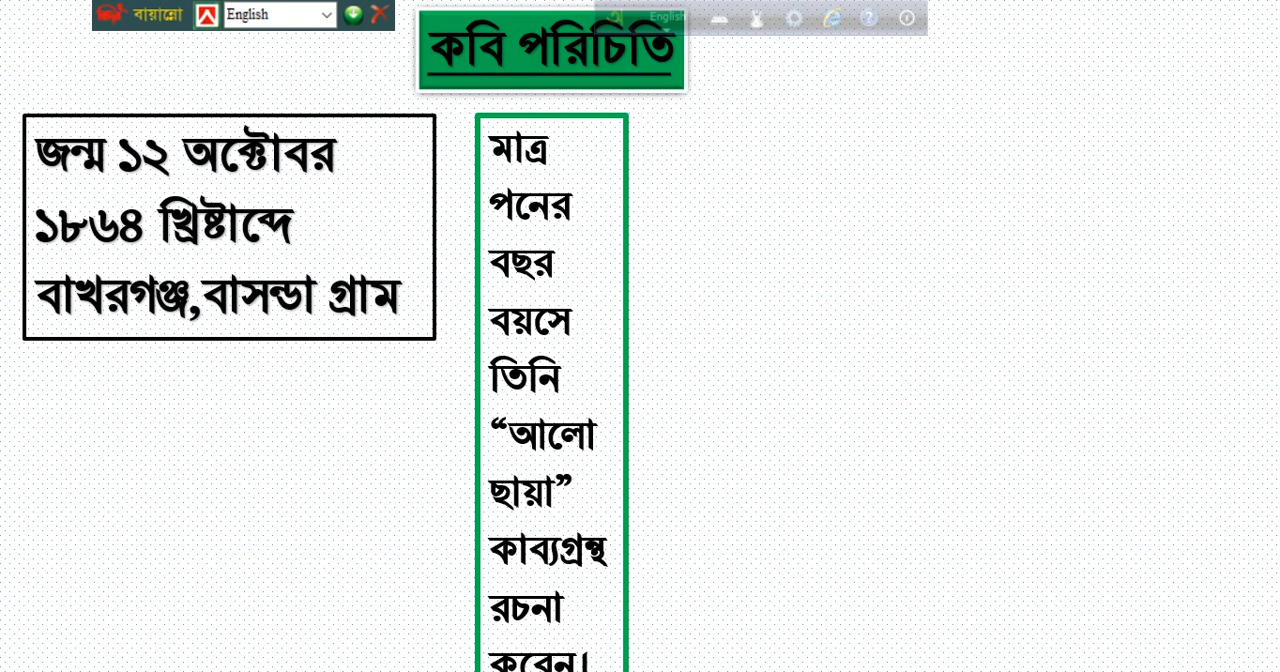 বায়ান্নো
English
English
কবি পরিচিতি
জন্ম ১২ অক্টোবর
১৮৬৪ খ্রিষ্টাব্দে
বাখরগঞ্জ,বাসন্ডা গ্রাম
মাত্র
পনের
বছর
বয়সে
তিনি
“আলো
ছায়া”
কাব্যগ্রন্থ
রচনা
করেন।